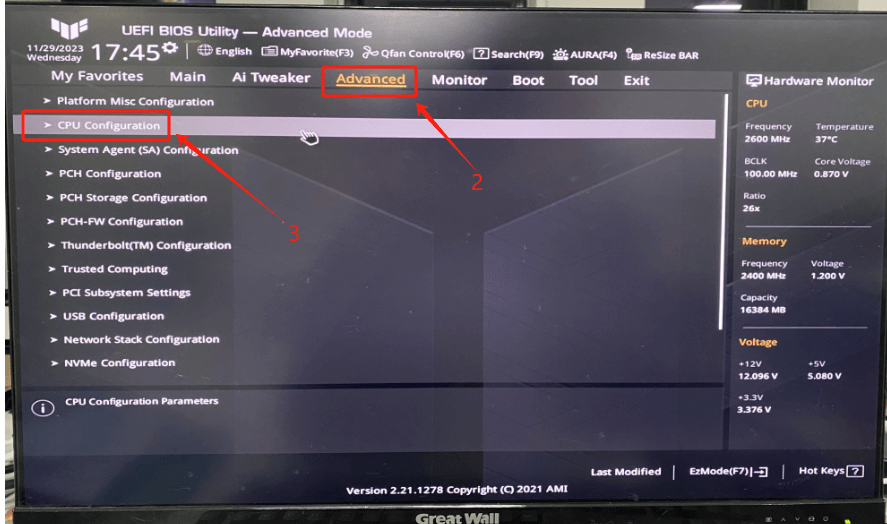 UEFI BIOS Utility — Advanced Mode
11/29/2023
Wednesday
17:45
English
MyFavorite(F3)
Qfan Control(F6)
? Search(F9)
AURA(F4)
ReSize BAR
My Favorites Main Ai Tweaker Advanced Monitor Boot Tool Exit
> Platform Misc Configuration
> CPU Configuration
> System Agent (SA) Configuration
> PCH Configuration
> PCH Storage Configuration
> PCH-FW Configuration
> Thunderbolt(TM) Configuration
> Trusted Computing
> PCI Subsystem Settings
> USB Configuration
> Network Stack Configuration
> NVMe Configuration
2
3
CPU Configuration Parameters
Hardware Monitor
CPU
Frequency Temperature
2600 MHz 37°C
BCLK Core Voltage
100.00 MHz 0.870 V
Ratio
26x
Memory
Frequency Voltage
2400 MHz 1.200 V
Capacity
16384 MB
Voltage
+12V +5V
12.096 V 5.080 V
+3.3V
3.376 V
Last Modified
EzMode(F7)
Hot Keys ?
Version 2.21.1278 Copyright (C) 2021 AMI
Great Wall